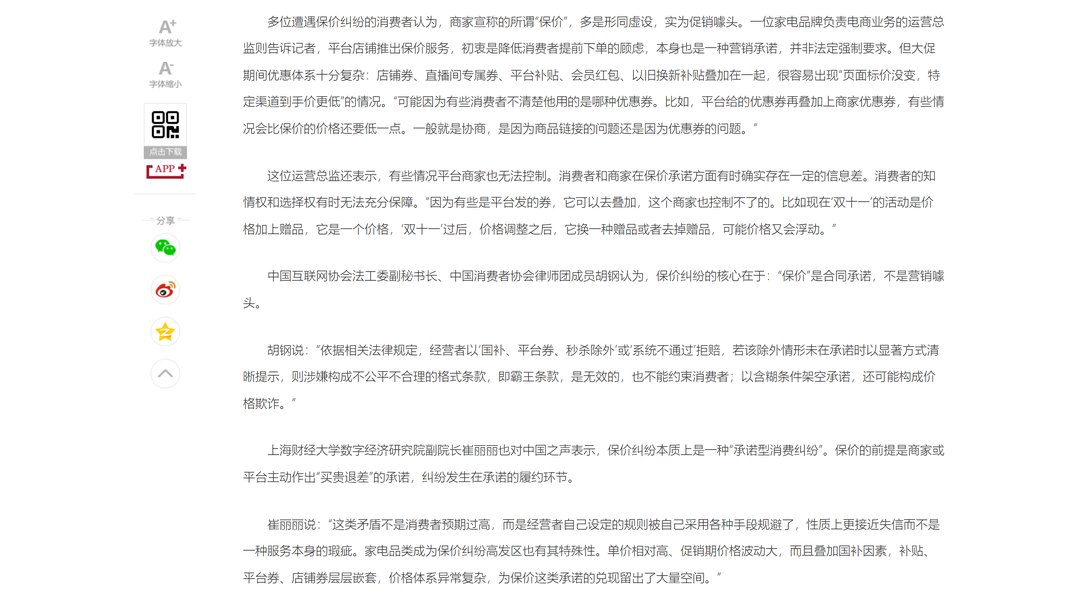 A+
字体放大
A-
字体缩小
点击下载
APP+
分享
多位遭遇保价纠纷的消费者认为，商家宣称的所谓“保价”，多是形同虚设，实为促销噱头。一位家电品牌负责电商业务的运营总
监则告诉记者，平台店铺推出保价服务，初衷是降低消费者提前下单的顾虑，本身也是一种营销承诺，并非法定强制要求。但大促
期间优惠体系十分复杂：店铺券、直播间专属券、平台补贴、会员红包、以旧换新补贴叠加在一起，很容易出现“页面标价没变，特
定渠道到手价更低”的情况。“可能因为有些消费者不清楚他用的是哪种优惠券。比如，平台给的优惠券再叠加上商家优惠券，有些情
况会比保价的价格还要低一点。一般就是协商，是因为商品链接的问题还是因为优惠券的问题。”
这位运营总监还表示，有些情况平台商家也无法控制。消费者和商家在保价承诺方面有时确实存在一定的信息差。消费者的知
情权和选择权有时无法充分保障。“因为有些是平台发的券，它可以去叠加，这个商家也控制不了的。比如现在‘双十一’的活动是价
格加上赠品，它是一个价格，‘双十一’过后，价格调整之后，它换一种赠品或者去掉赠品，可能价格又会浮动。”
中国互联网协会法工委副秘书长、中国消费者协会律师团成员胡钢认为，保价纠纷的核心在于：“保价”是合同承诺，不是营销噱
头。
胡钢说：“依据相关法律规定，经营者以‘国补、平台券、秒杀除外’或‘系统不通过’拒赔，若该除外情形未在承诺时以显著方式清
晰提示，则涉嫌构成不公平不合理的格式条款，即霸王条款，是无效的，也不能约束消费者；以含糊条件架空承诺，还可能构成价
格欺诈。”
上海财经大学数字经济研究院副院长崔丽丽也对中国之声表示，保价纠纷本质上是一种“承诺型消费纠纷”。保价的前提是商家或
平台主动作出“买贵退差”的承诺，纠纷发生在承诺的履约环节。
崔丽丽说：“这类矛盾不是消费者预期过高，而是经营者自己设定的规则被自己采用各种手段规避了，性质上更接近失信而不是
一种服务本身的瑕疵。家电品类成为保价纠纷高发区也有其特殊性。单价相对高、促销期价格波动大，而且叠加国补因素，补贴、
平台券、店铺券层层嵌套，价格体系异常复杂，为保价这类承诺的兑现留出了大量空间。”